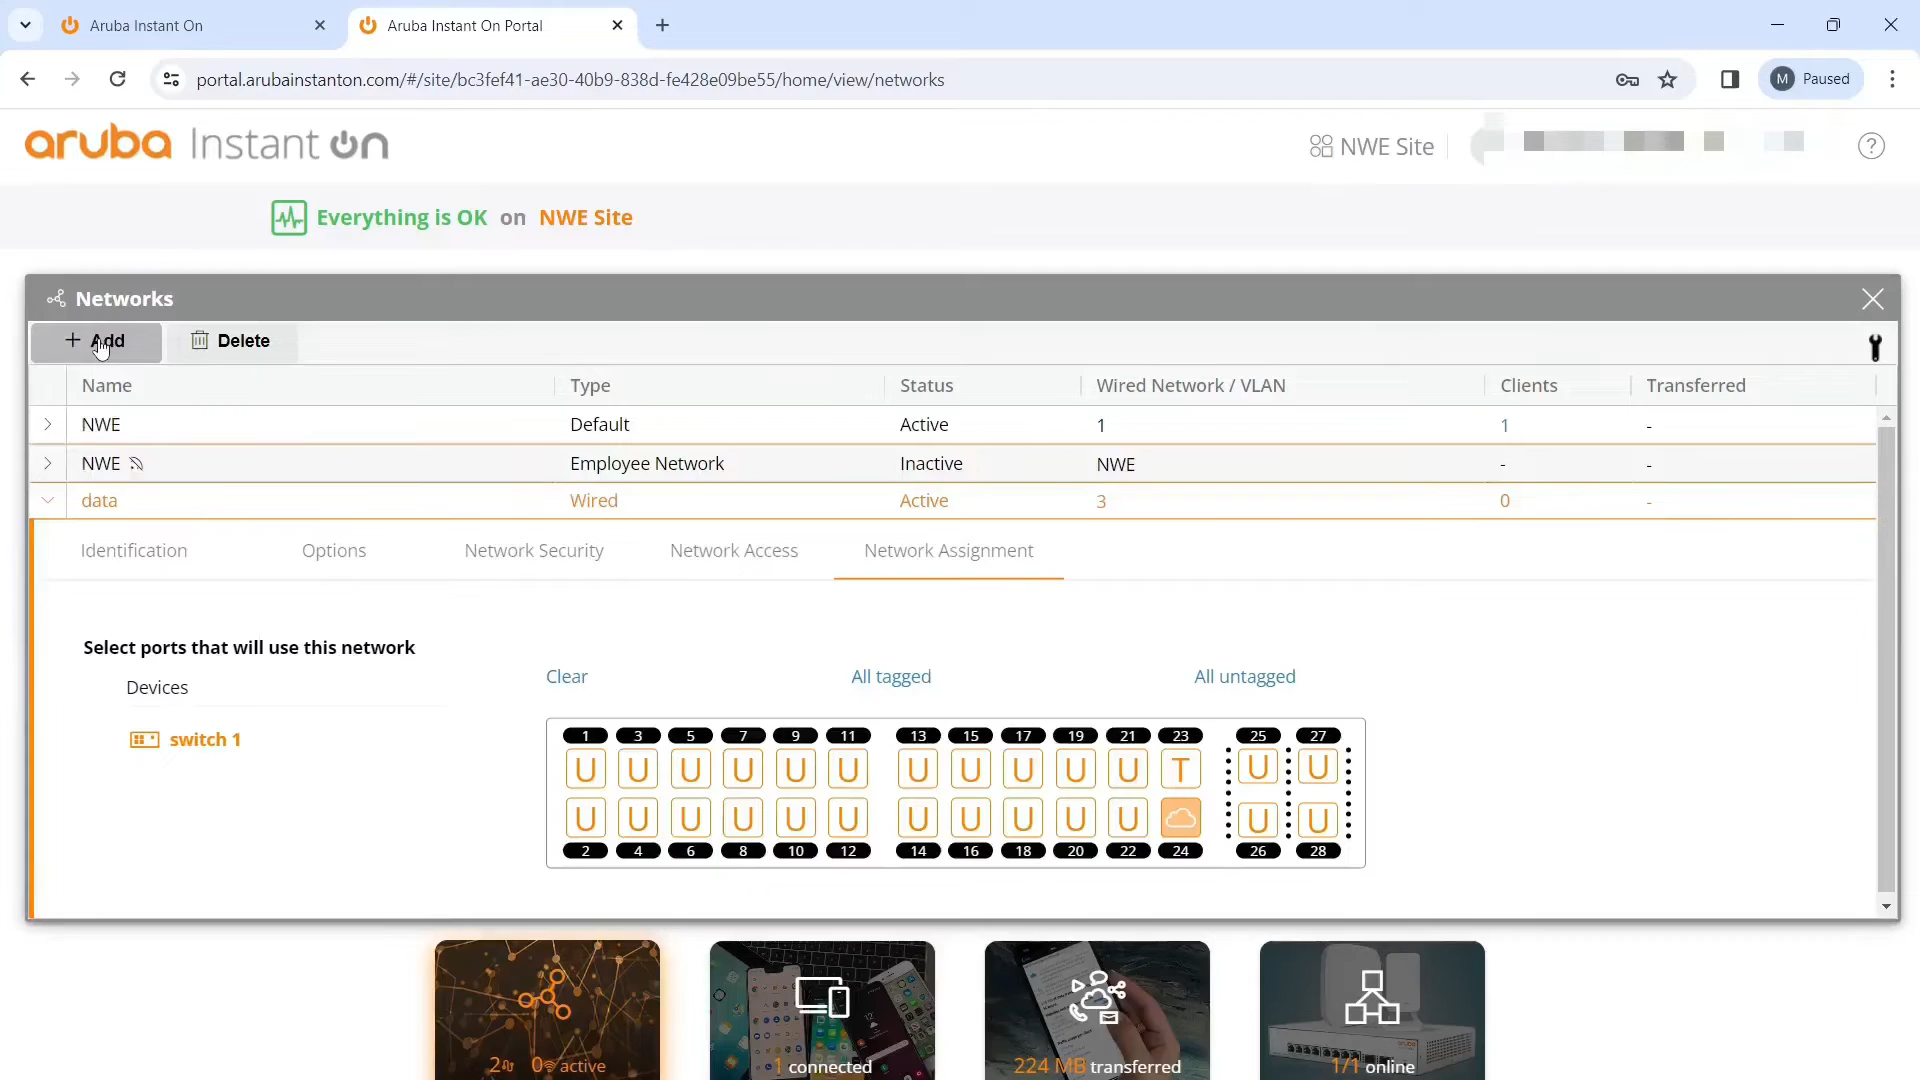 Aruba Instant On
Aruba Instant On Portal
portal.arubainstanton.com/#/site/bc3fef41-ae30-40b9-838d-fe428e09be55/home/view/networks
M Paused
aruba Instant On
NWE Site
?
Everything is OK on NWE Site
Networks
+ Add Delete
Name Type Status Wired Network / VLAN Clients Transferred
NWE Default Active 1 1 -
NWE Employee Network Inactive NWE - -
data Wired Active 3 0 -
Identification Options Network Security Network Access Network Assignment
Select ports that will use this network
Clear All tagged All untagged
Devices
switch 1
1 3 5 7 9 11 13 15 17 19 21 23 25 27
U U U U U U U U U U U T U U
U U U U U U U U U U U U U
2 4 6 8 10 12 14 16 18 20 22 24 26 28
2 0 active
1 connected
224 MB transferred
1/1 online